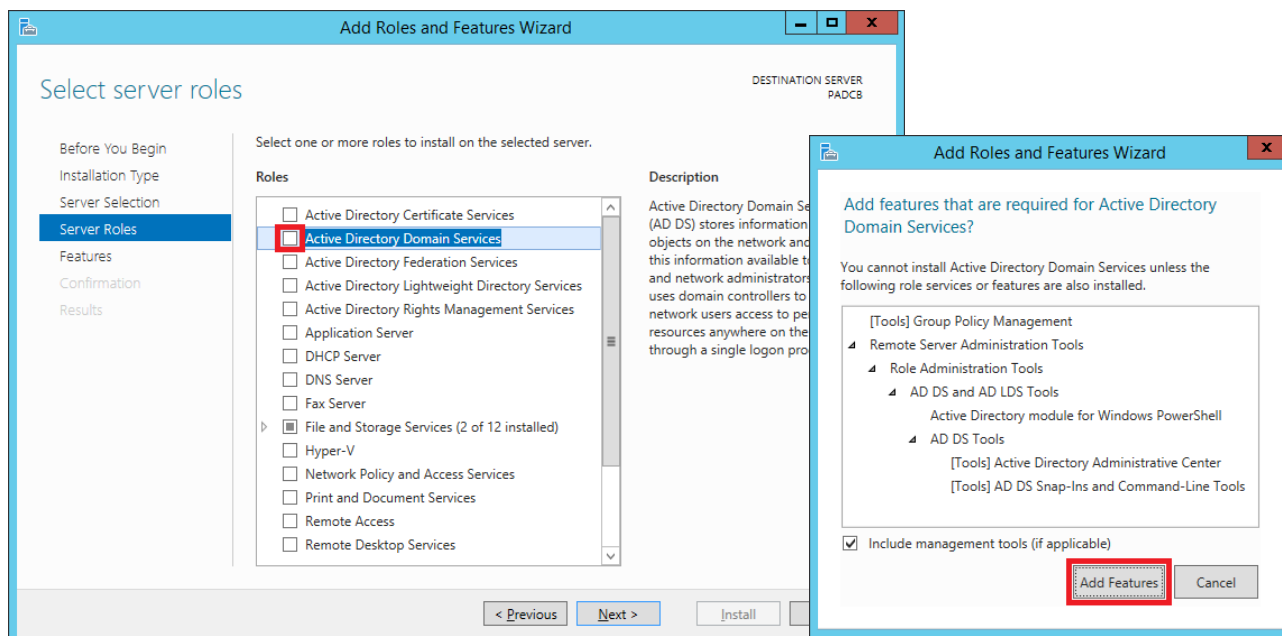 Add Roles and Features Wizard
Select server roles
DESTINATION SERVER
PADCB
Before You Begin
Installation Type
Server Selection
Server Roles
Features
Confirmation
Results
Select one or more roles to install on the selected server.
Roles
Active Directory Certificate Services
Active Directory Domain Services
Active Directory Federation Services
Active Directory Lightweight Directory Services
Active Directory Rights Management Services
Application Server
DHCP Server
DNS Server
Fax Server
File and Storage Services (2 of 12 installed)
Hyper-V
Network Policy and Access Services
Print and Document Services
Remote Access
Remote Desktop Services
Description
Active Directory Domain
(AD DS) stores information
objects on the network and
this information available
and network administrators
uses domain controllers to
network users access to
resources anywhere on the
through a single logon
< Previous
Next >
Install
Add Roles and Features Wizard
Add features that are required for Active Directory
Domain Services?
You cannot install Active Directory Domain Services unless the
following role services or features are also installed.
[Tools] Group Policy Management
Remote Server Administration Tools
Role Administration Tools
AD DS and AD LDS Tools
Active Directory module for Windows PowerShell
AD DS Tools
[Tools] Active Directory Administrative Center
[Tools] AD DS Snap-Ins and Command-Line Tools
Include management tools (if applicable)
Add Features
Cancel